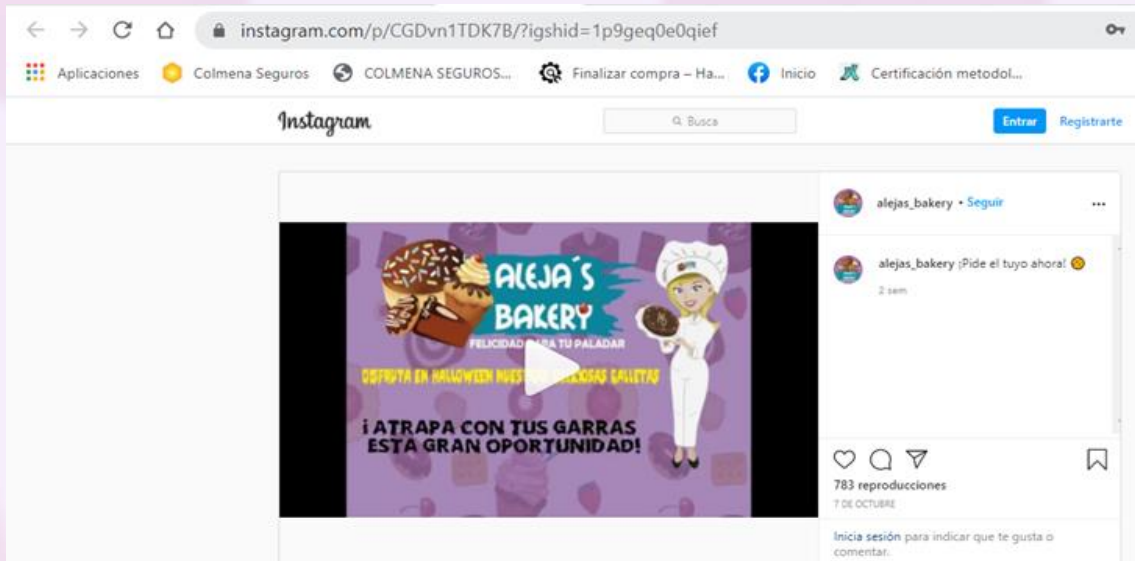 instagram.com/p/CGDvn1TDK7B/?igshid=1p9geq0e0qief
Aplicaciones Colmena Seguros COLMENA SEGUROS... Finalizar compra – Ha... Inicio Certificación metodol...
Instagram Busca Entrar Registrarte
alejas_bakery • Seguir
alejas_bakery ¡Pide el tuyo ahora!
2 sem
ALEJA´S
BAKERY
FELICIDAD PARA TU PALADAR
DISFRUTA EN HALLOWEEN GALLETAS
¡ATRAPA CON TUS GARRAS
ESTA GRAN OPORTUNIDAD!
783 reproducciones
7 DE OCTUBRE
Inicia sesión para indicar que te gusta o
comentar.